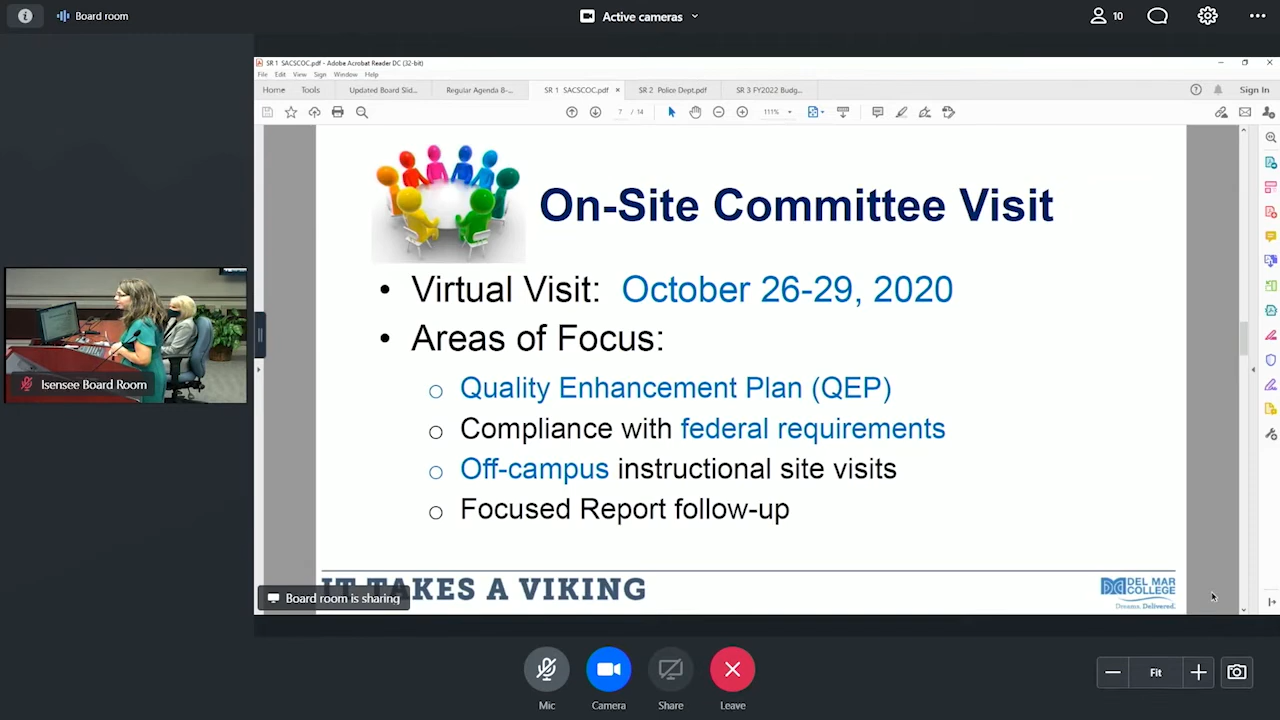 Board room
Active cameras
10
SR 1 SACSCOC.pdf - Adobe Acrobat Reader DC (32-bit)
File Edit View Sign Window Help
Home Tools Updated Board Slid... Regular Agenda 8-... SR 1 SACSCOC.pdf × SR 2 Police Dept.pdf SR 3 FY2022 Budg... Sign In
7 / 14 111%
On-Site Committee Visit
• Virtual Visit: October 26-29, 2020
• Areas of Focus:
Quality Enhancement Plan (QEP)
Compliance with federal requirements
Off-campus instructional site visits
Focused Report follow-up
Isensee Board Room
IT TAKES A VIKING
DEL MAR
COLLEGE
Dreams. Delivered.
Board room is sharing
Fit
Mic Camera Share Leave